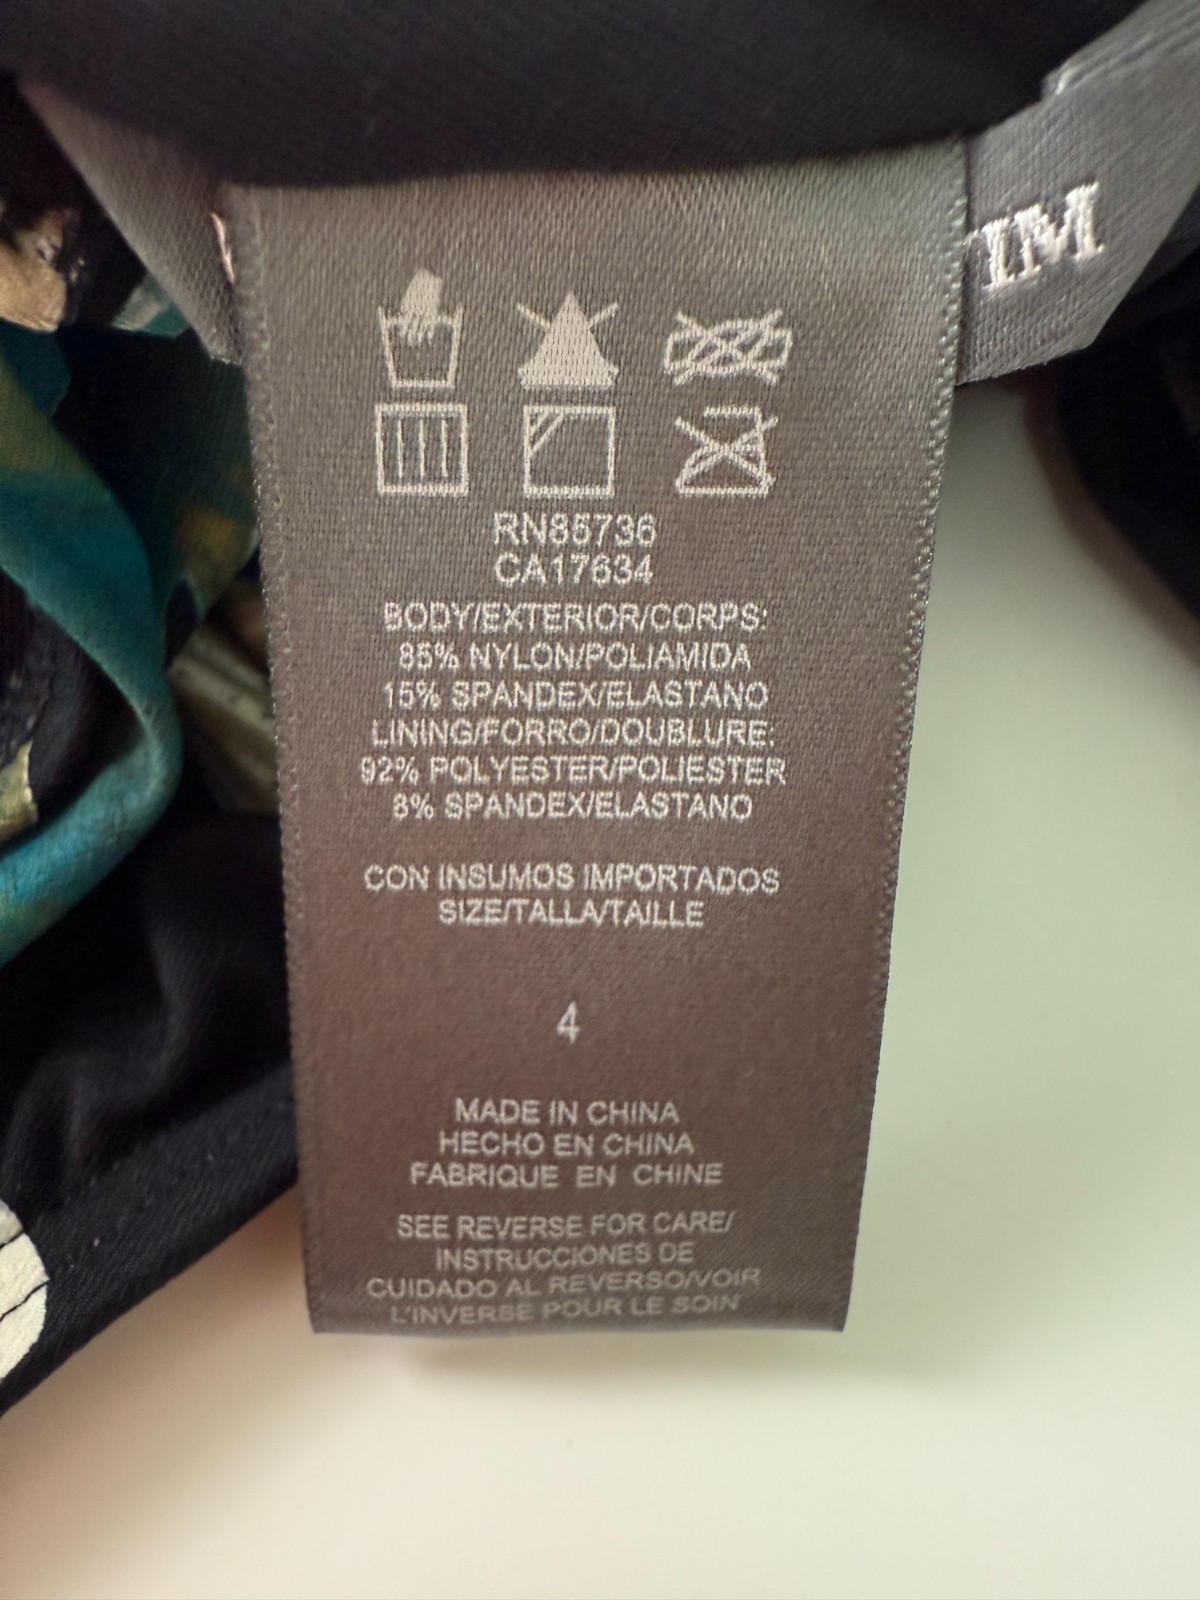 IM
RN85736
CA17634
BODY/EXTERIOR/CORPS:
85% NYLON/POLIAMIDA
15% SPANDEX/ELASTANO
LINING/FORRO/DOUBLURE:
92% POLYESTER/POLIESTER
8% SPANDEX/ELASTANO
CON INSUMOS IMPORTADOS
SIZE/TALLA/TAILLE
4
MADE IN CHINA
HECHO EN CHINA
FABRIQUE EN CHINE
SEE REVERSE FOR CARE/
INSTRUCCIONES DE
CUIDADO AL REVERSO/VOIR
L'INVERSE POUR LE SOIN